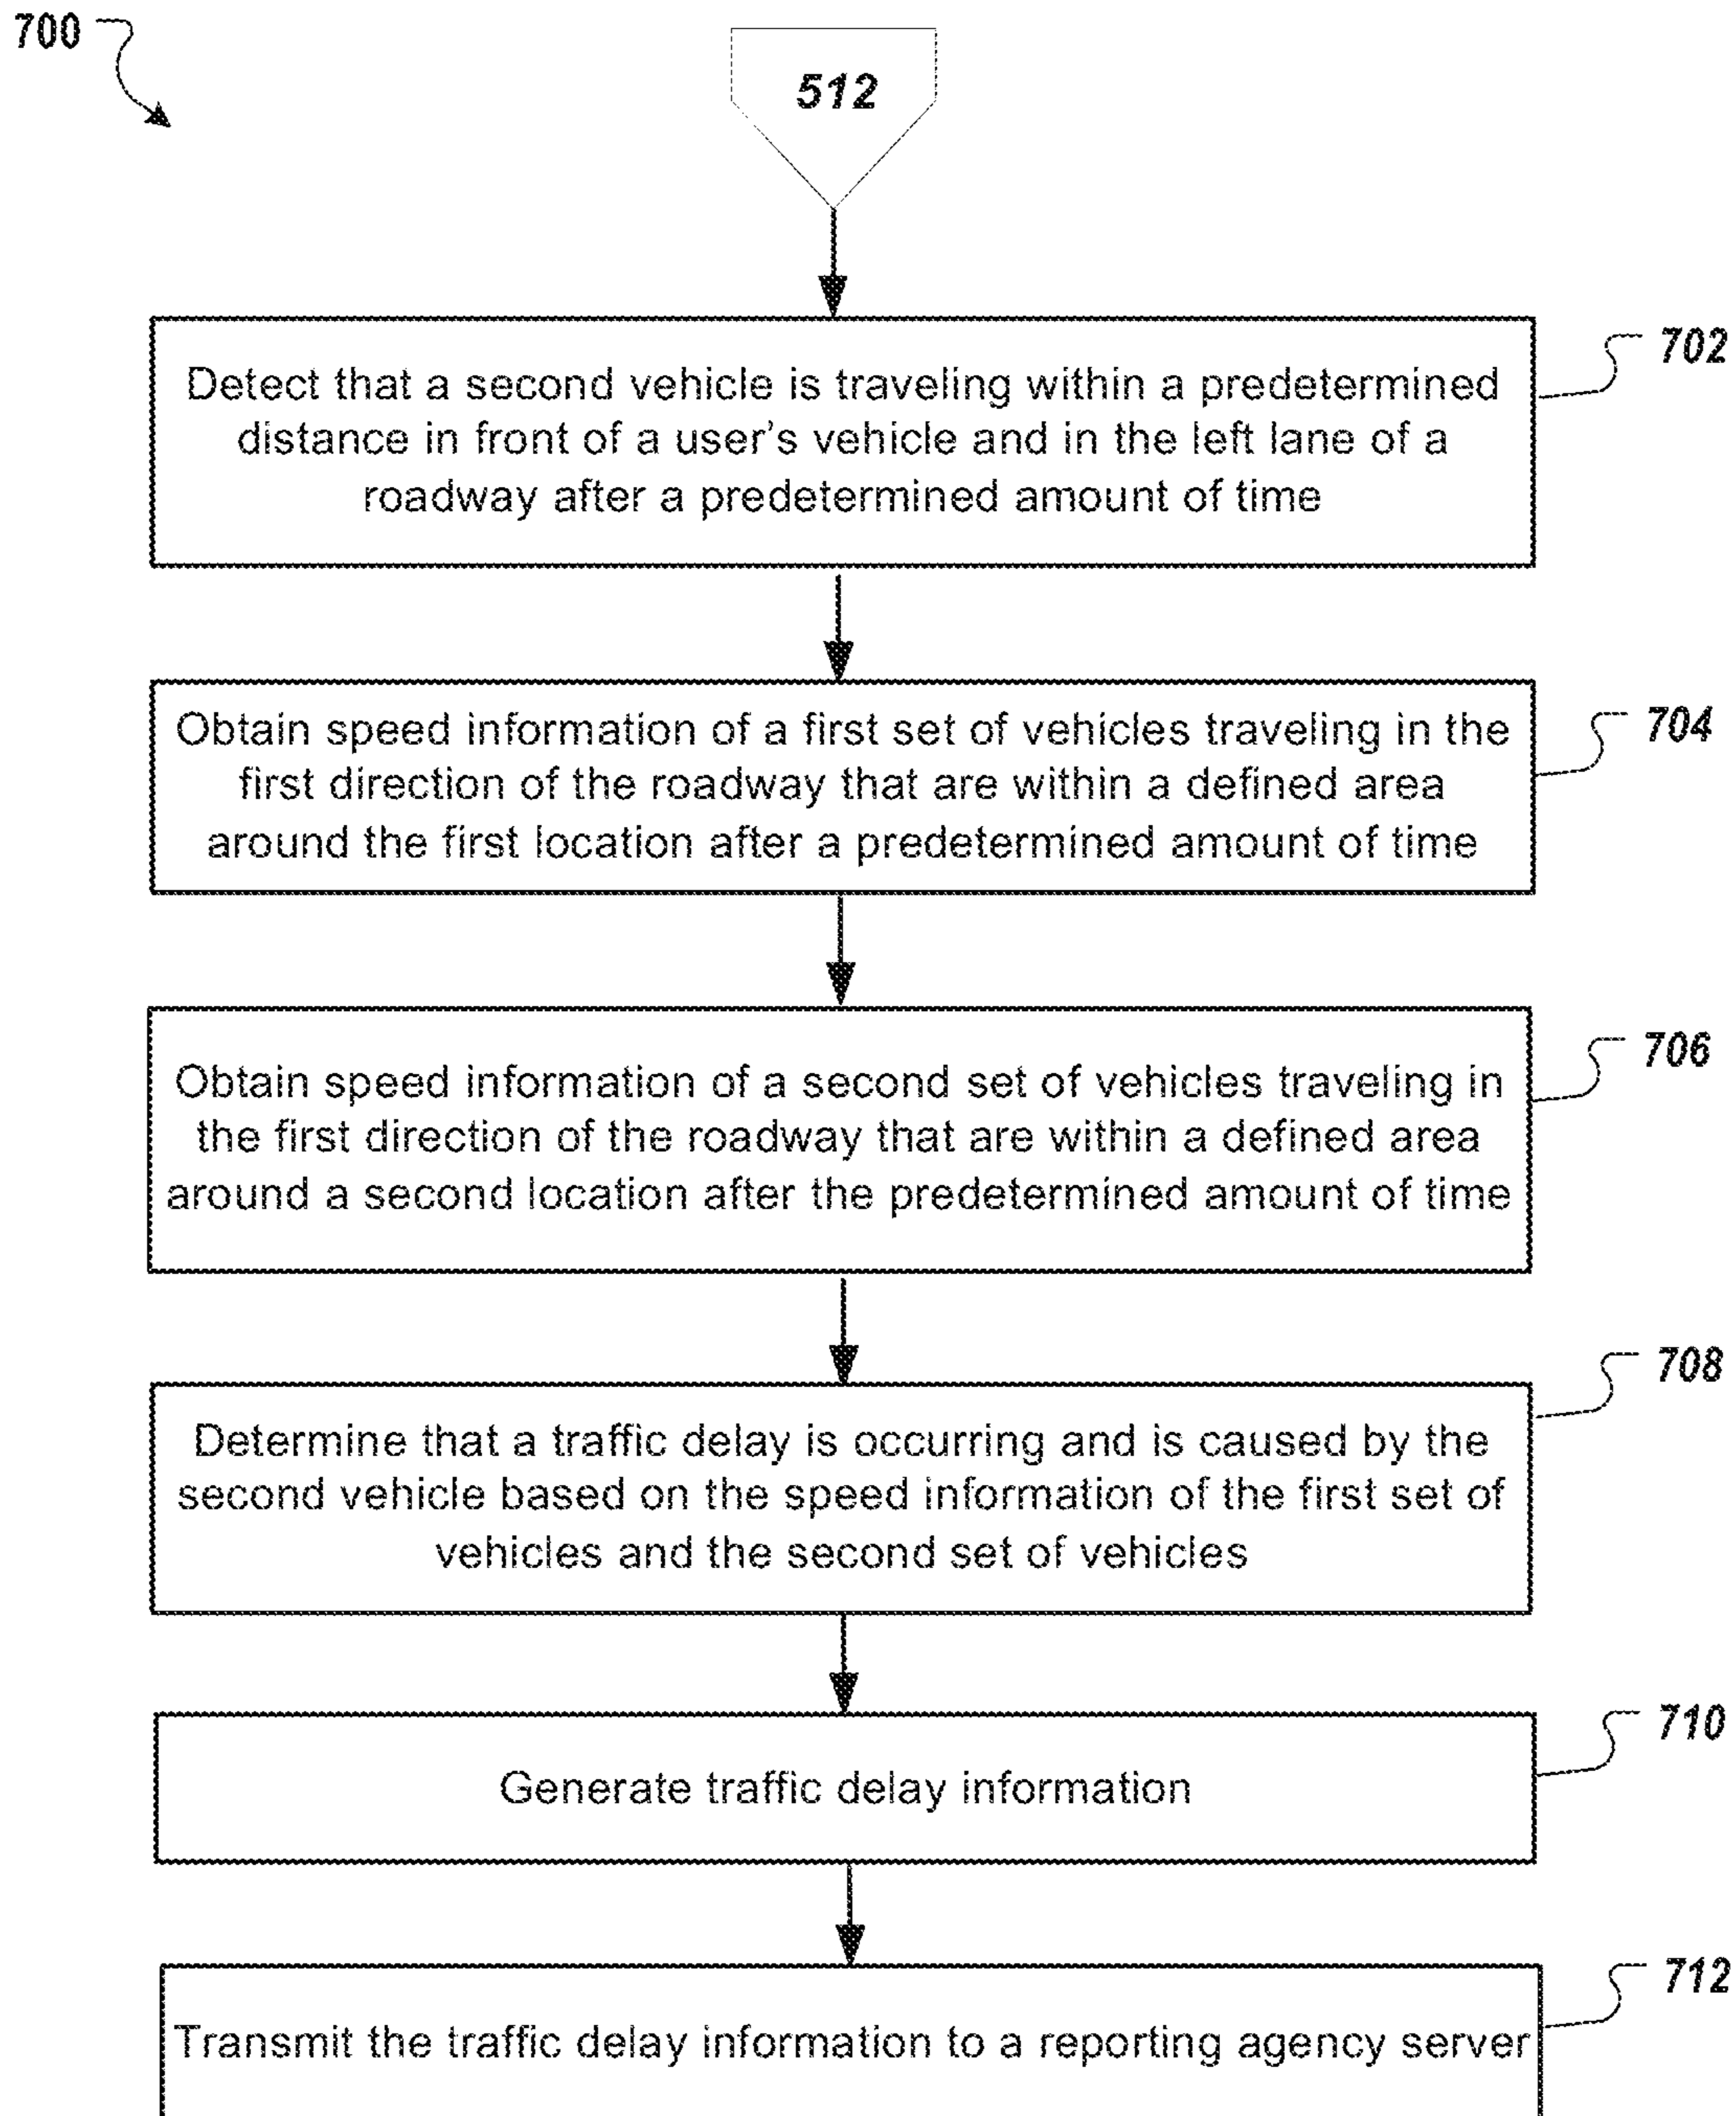 700
512
702
Detect that a second vehicle is traveling within a predetermined
distance in front of a user's vehicle and in the left lane of a
roadway after a predetermined amount of time
704
Obtain speed information of a first set of vehicles traveling in the
first direction of the roadway that are within a defined area
around the first location after a predetermined amount of time
706
Obtain speed information of a second set of vehicles traveling in
the first direction of the roadway that are within a defined area
around a second location after the predetermined amount of time
708
Determine that a traffic delay is occurring and is caused by the
second vehicle based on the speed information of the first set of
vehicles and the second set of vehicles
710
Generate traffic delay information
712
Transmit the traffic delay information to a reporting agency server